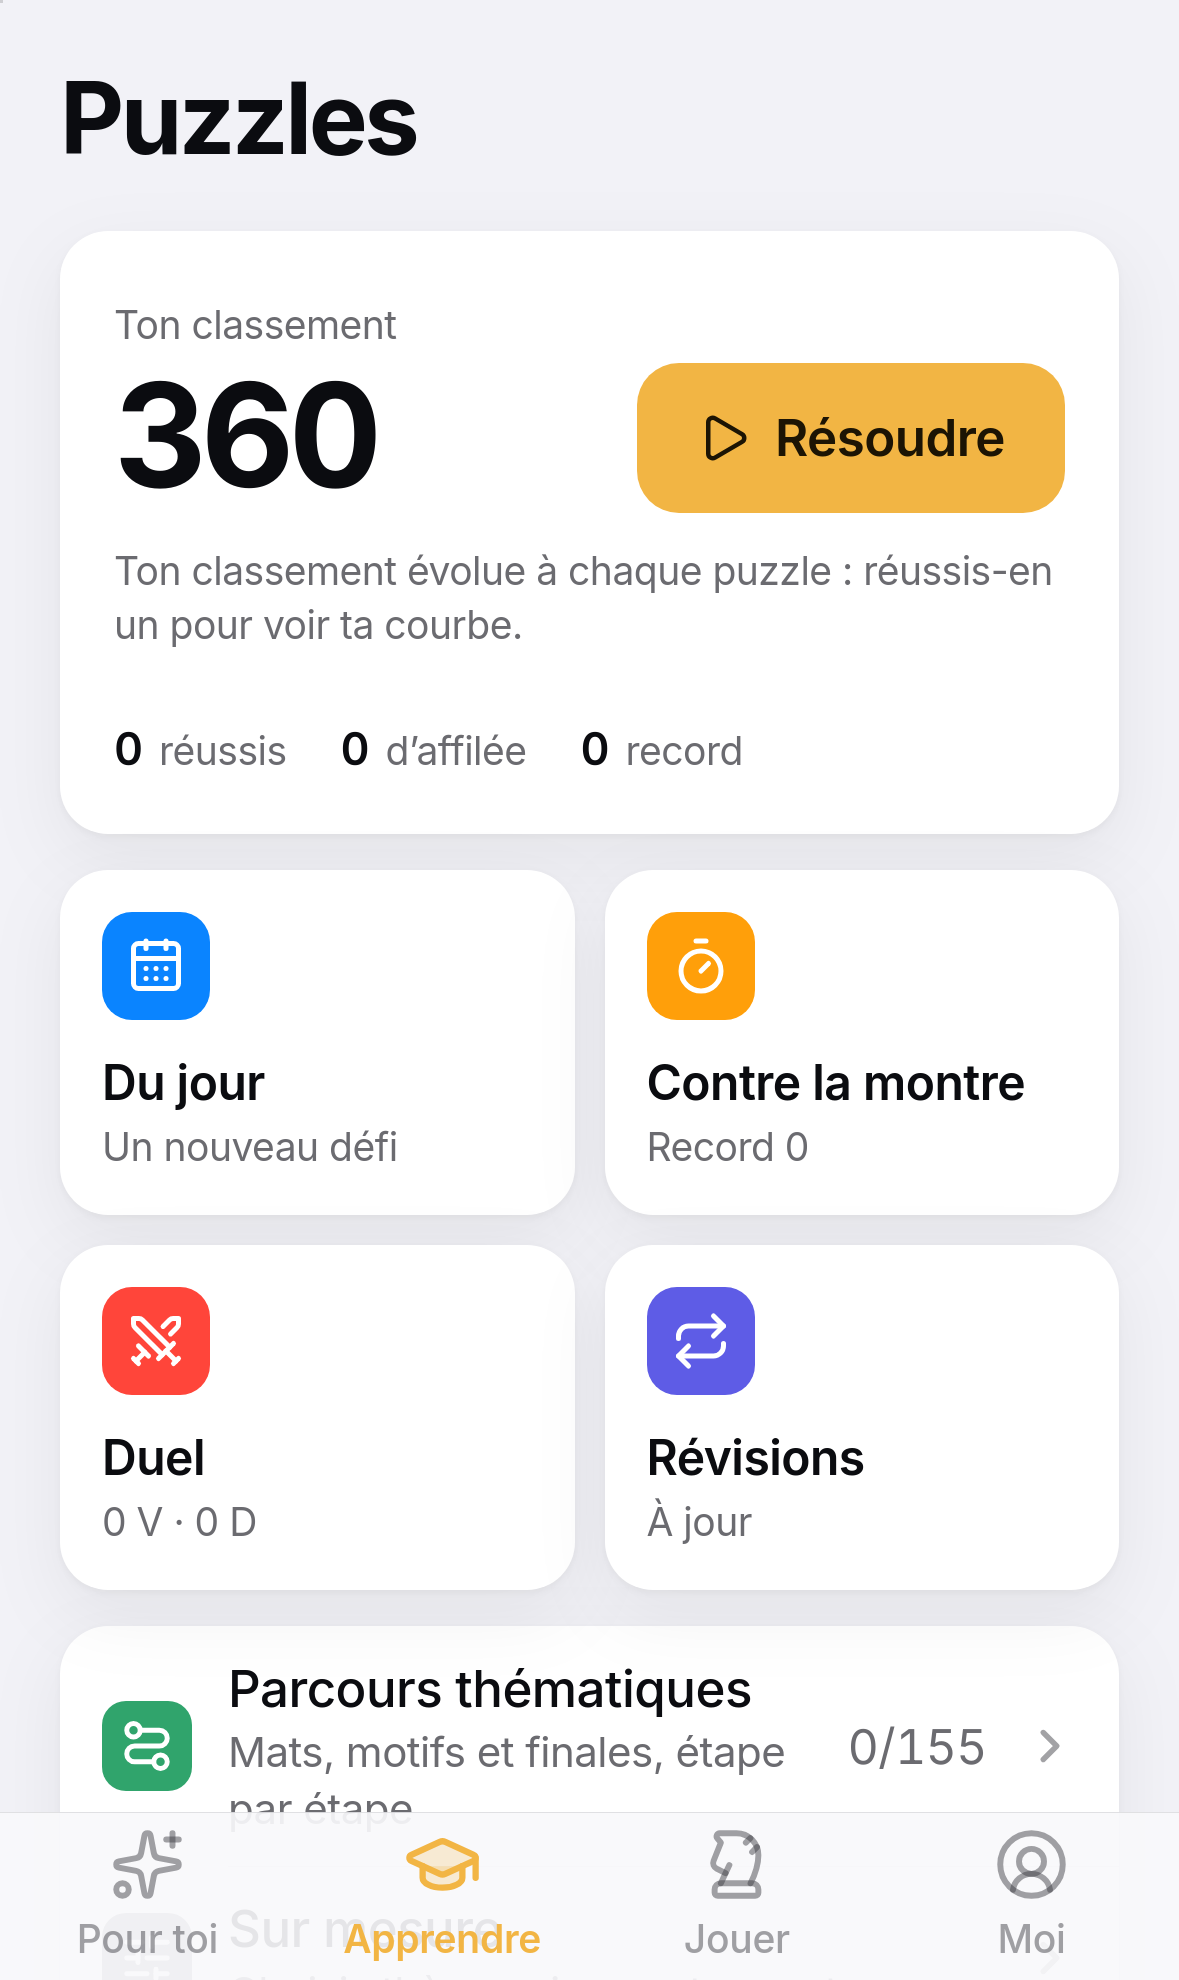 Puzzles
Ton classement
360
Résoudre
Ton classement évolue à chaque puzzle : réussis-en
un pour voir ta courbe.
0 réussis 0 d’affilée 0 record
Du jour
Un nouveau défi
Contre la montre
Record 0
Duel
0 V · 0 D
Révisions
À jour
Parcours thématiques
Mats, motifs et finales, étape
par étape
0/155
Sur mesure
Pour toi
Apprendre
Jouer
Moi